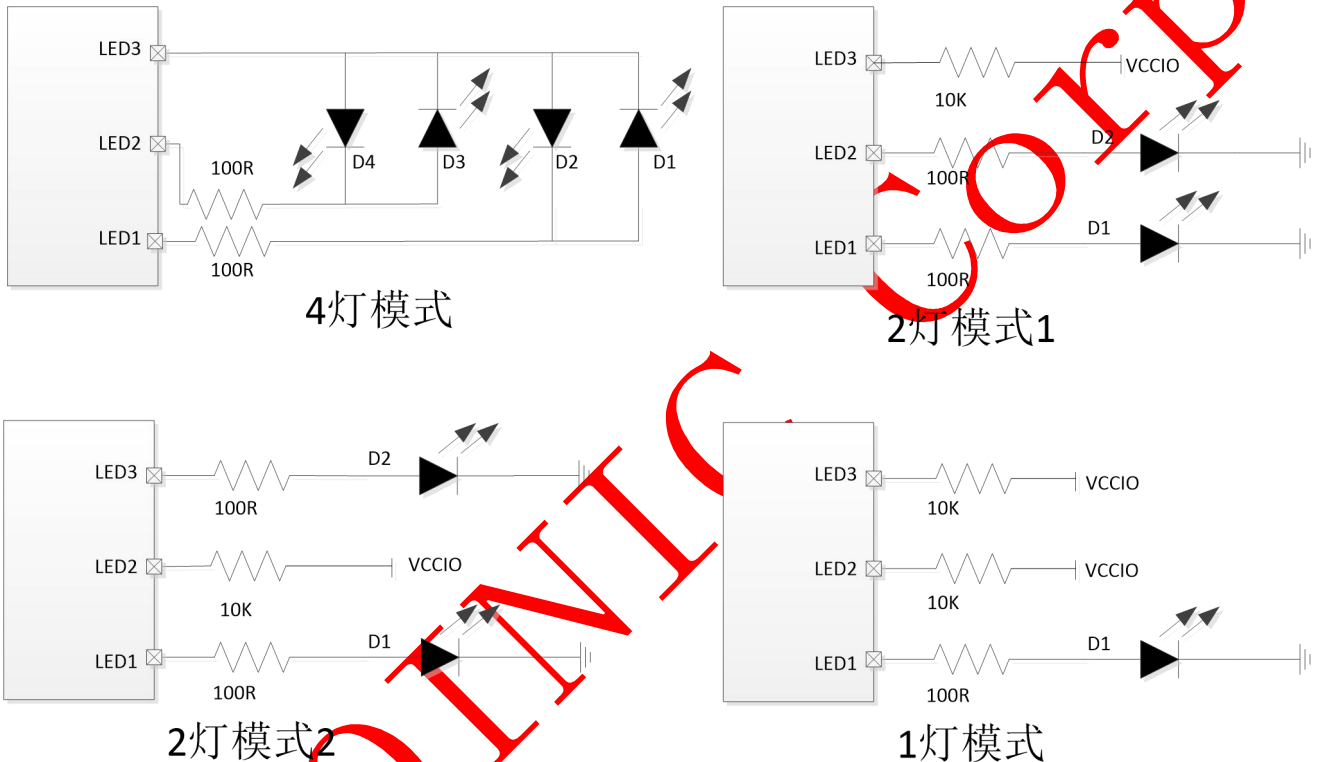 LED3
LED2
LED1
100R
100R
D4
D3
D2
D1
4灯模式
LED3
LED2
LED1
10K
VCCIO
D2
100R
D1
100R
2灯模式1
LED3
LED2
LED1
D2
100R
VCCIO
10K
D1
100R
2灯模式2
LED3
LED2
LED1
10K
VCCIO
10K
VCCIO
D1
100R
1灯模式
ONIC Corp